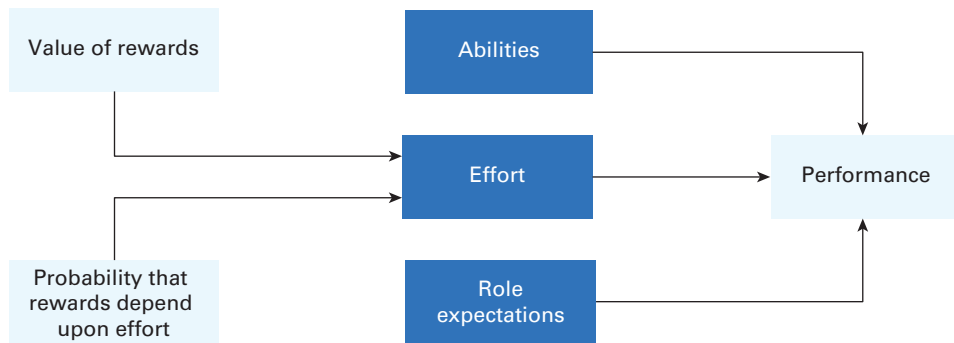 Value of rewards
Abilities
Effort
Performance
Probability that
rewards depend
upon effort
Role
expectations